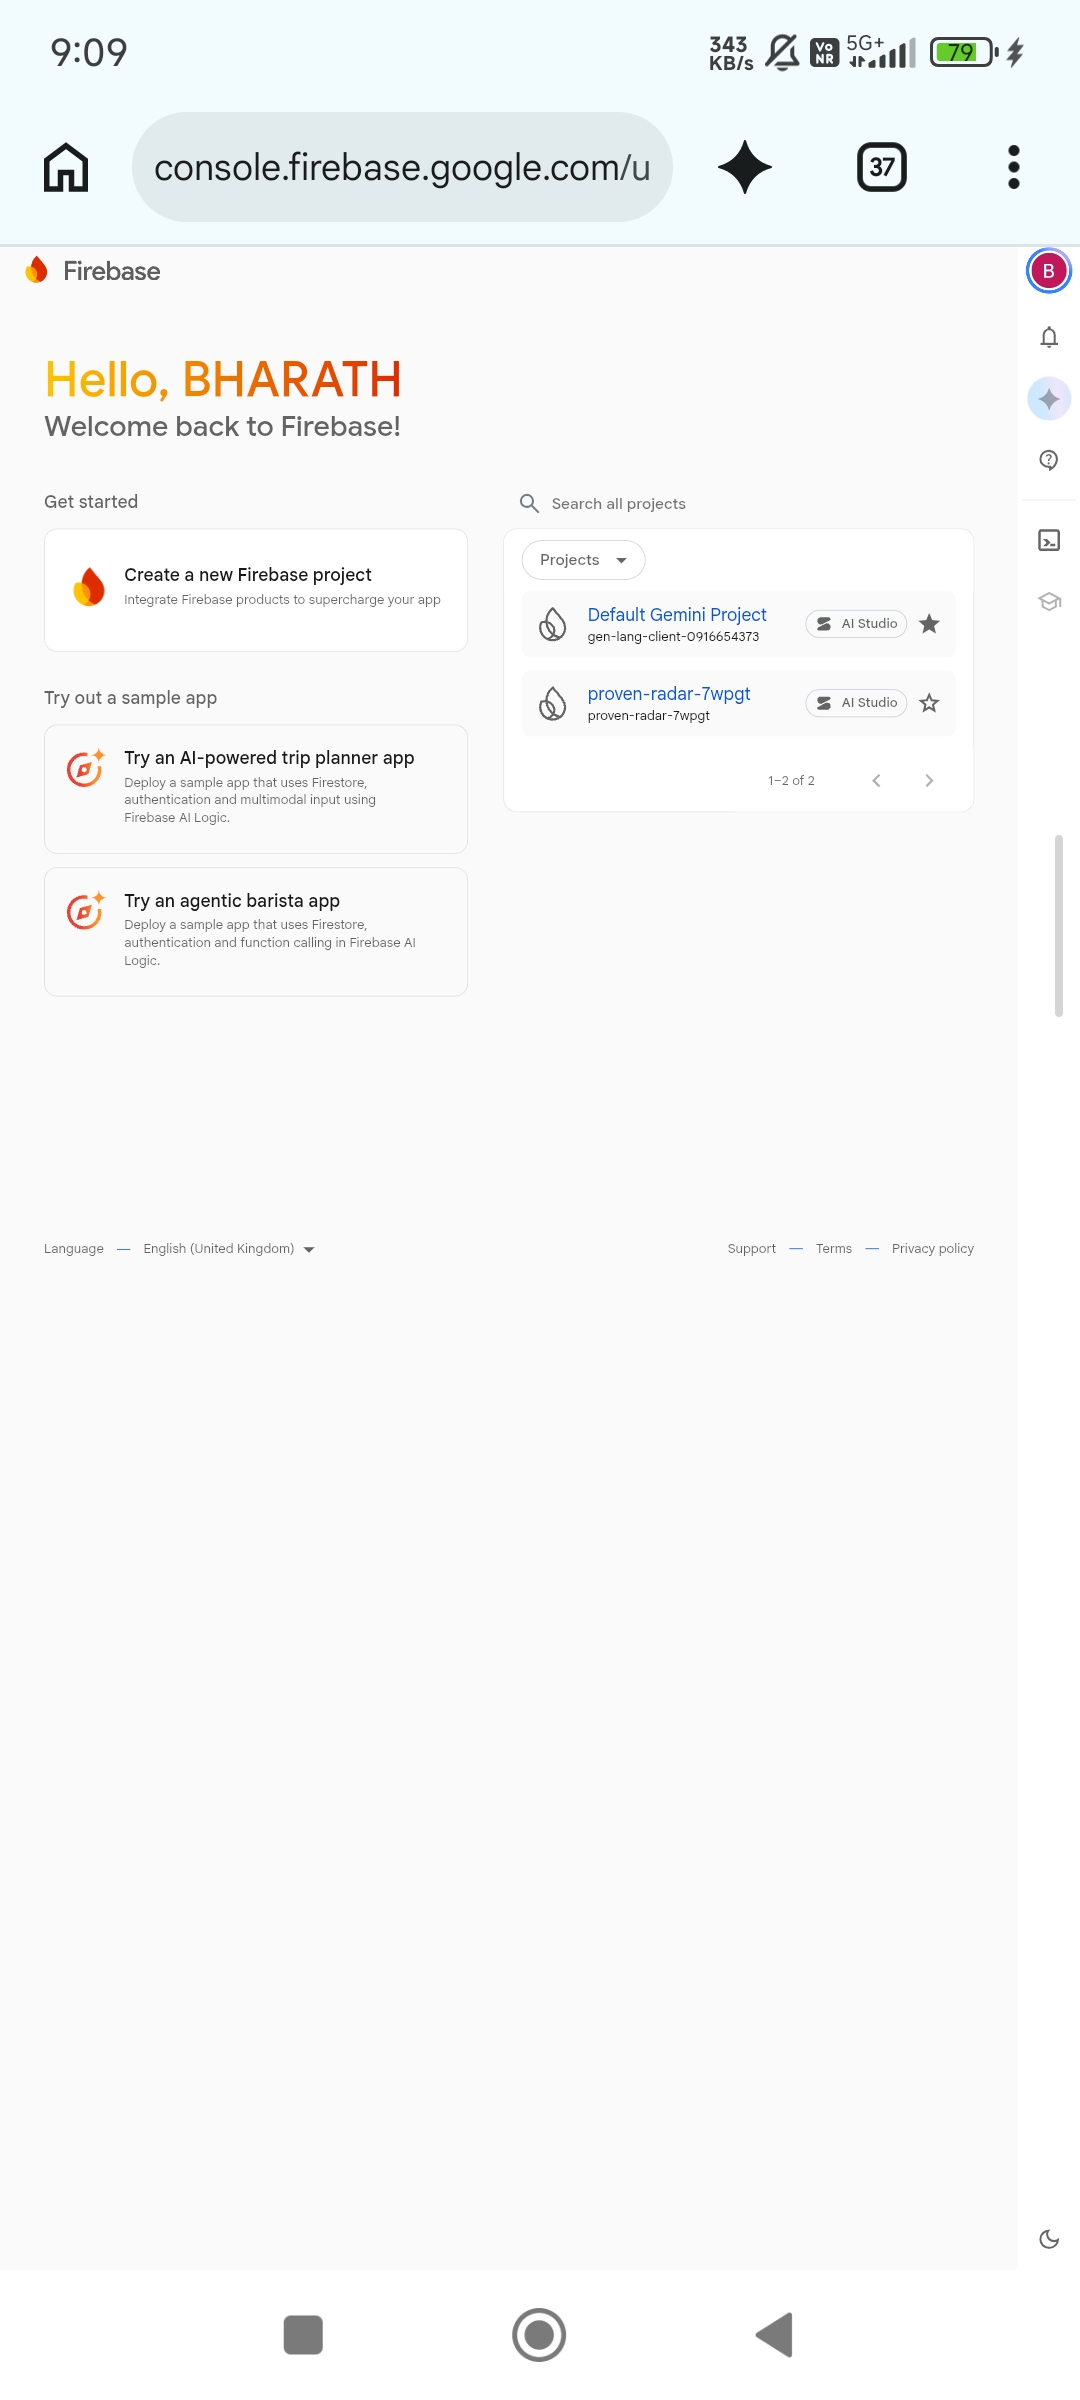 9:09
343
KB/s
Vo
NR
5G+
79
console.firebase.google.com/u
37
Firebase
B
Hello, BHARATH
Welcome back to Firebase!
Get started
Create a new Firebase project
Integrate Firebase products to supercharge your app
Try out a sample app
Try an AI-powered trip planner app
Deploy a sample app that uses Firestore,
authentication and multimodal input using
Firebase AI Logic.
Try an agentic barista app
Deploy a sample app that uses Firestore,
authentication and function calling in Firebase AI
Logic.
Search all projects
Projects
Default Gemini Project
gen-lang-client-0916654373
AI Studio
proven-radar-7wpgt
proven-radar-7wpgt
AI Studio
1–2 of 2
Language — English (United Kingdom)
Support — Terms — Privacy policy